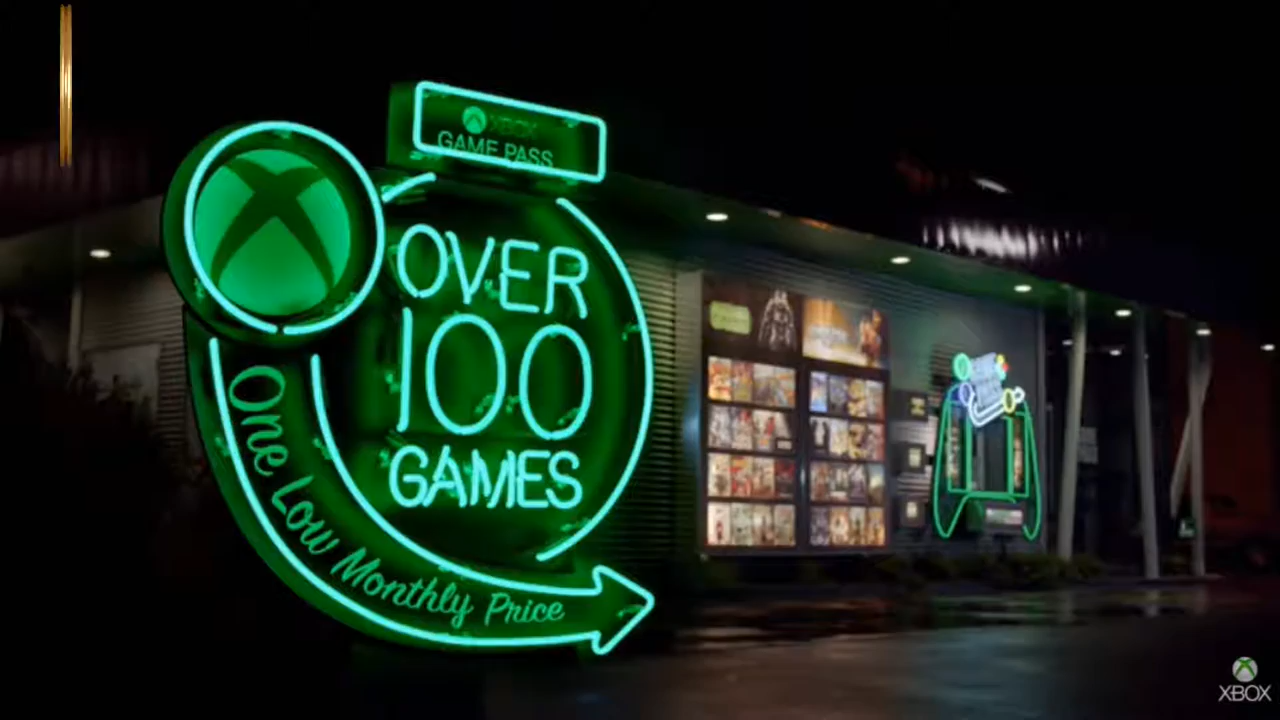 XBOX
GAME PASS
OVER
100
GAMES
One Low Monthly Price
XBOX